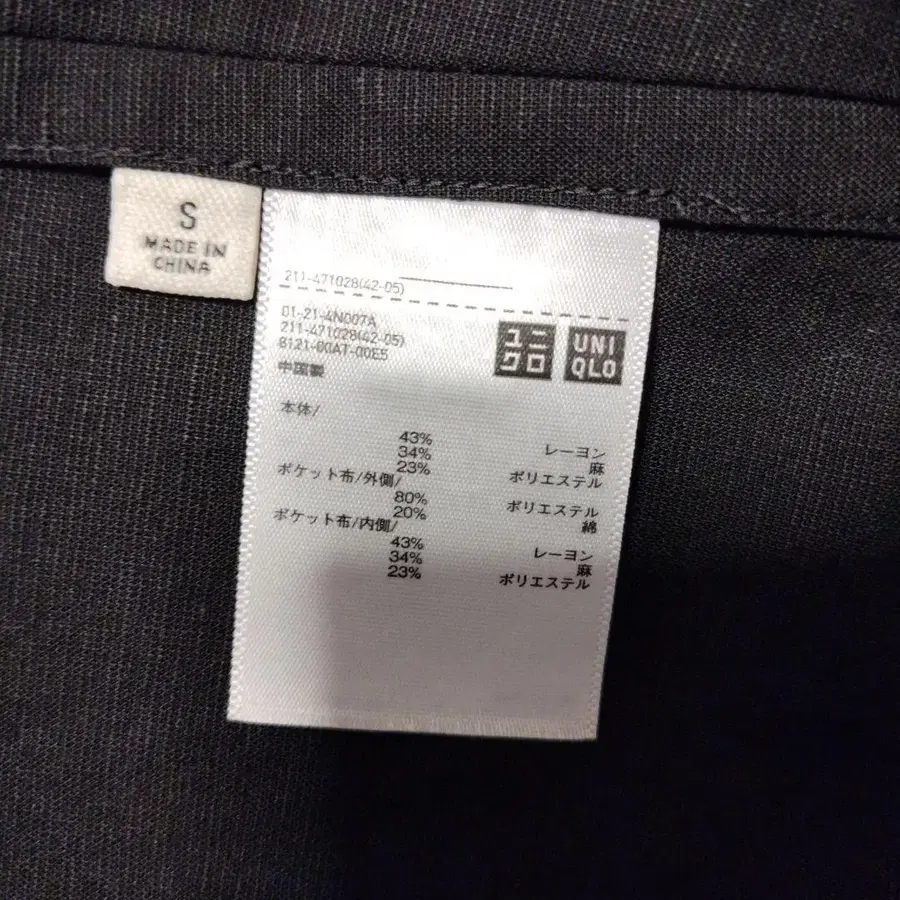 S
MADE IN
CHINA
211-471028(42-05)
01-21-4N007A
211-471028(42-05)
8121-00AT-00E5
中国製
ユニ
クロ
UNI
QLO
本体/
43% レーヨン
34% 麻
23% ポリエステル
ポケット布/外側/
80% ポリエステル
20% 綿
ポケット布/内側/
43% レーヨン
34% 麻
23% ポリエステル